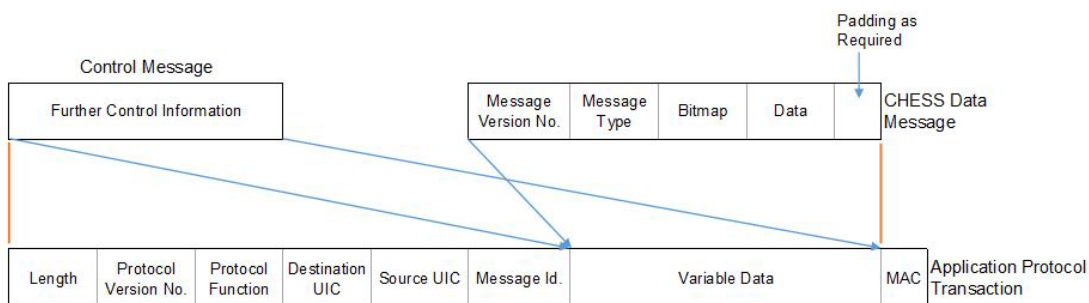 Padding as
Required
Control Message
Further Control Information
Message
Version No.
Message
Type
Bitmap
Data
CHESS Data
Message
Length
Protocol
Version No.
Protocol
Function
Destination
UIC
Source UIC
Message Id.
Variable Data
MAC
Application Protocol
Transaction